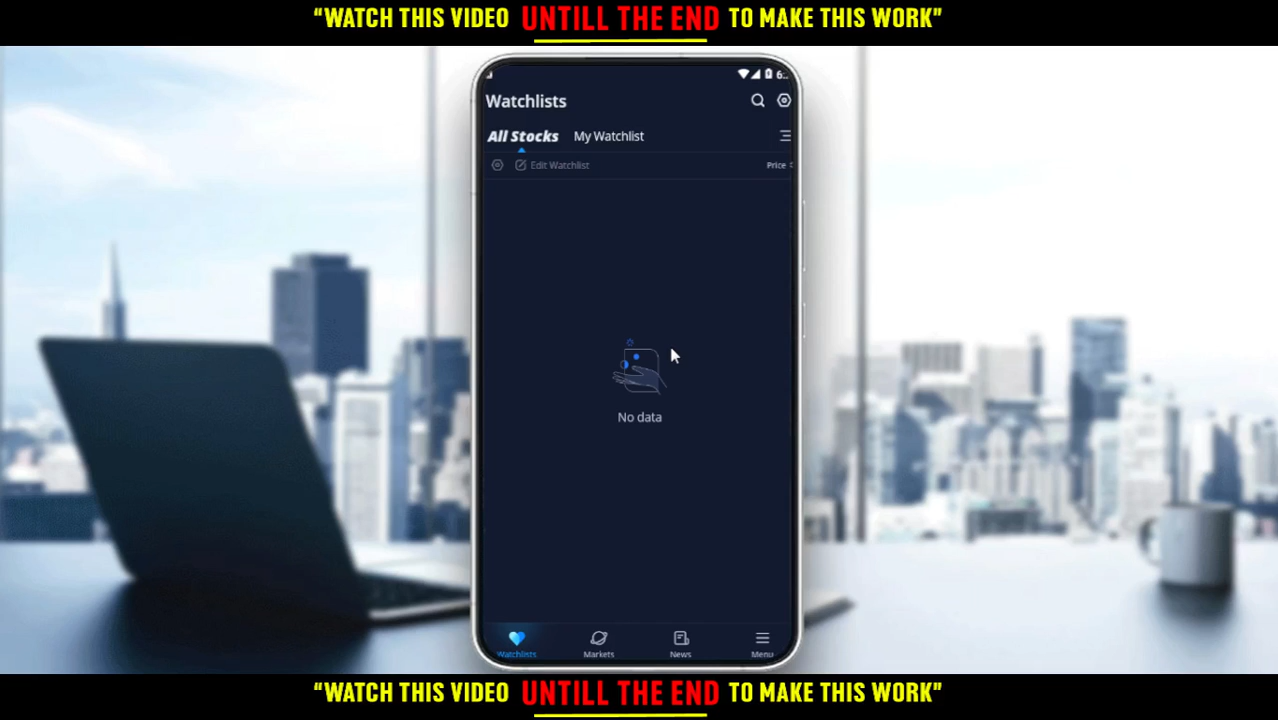 “WATCH THIS VIDEO UNTILL THE END TO MAKE THIS WORK”
6:
Watchlists
All Stocks My Watchlist
Edit Watchlist Price
No data
Watchlists Markets News Menu
“WATCH THIS VIDEO UNTILL THE END TO MAKE THIS WORK”